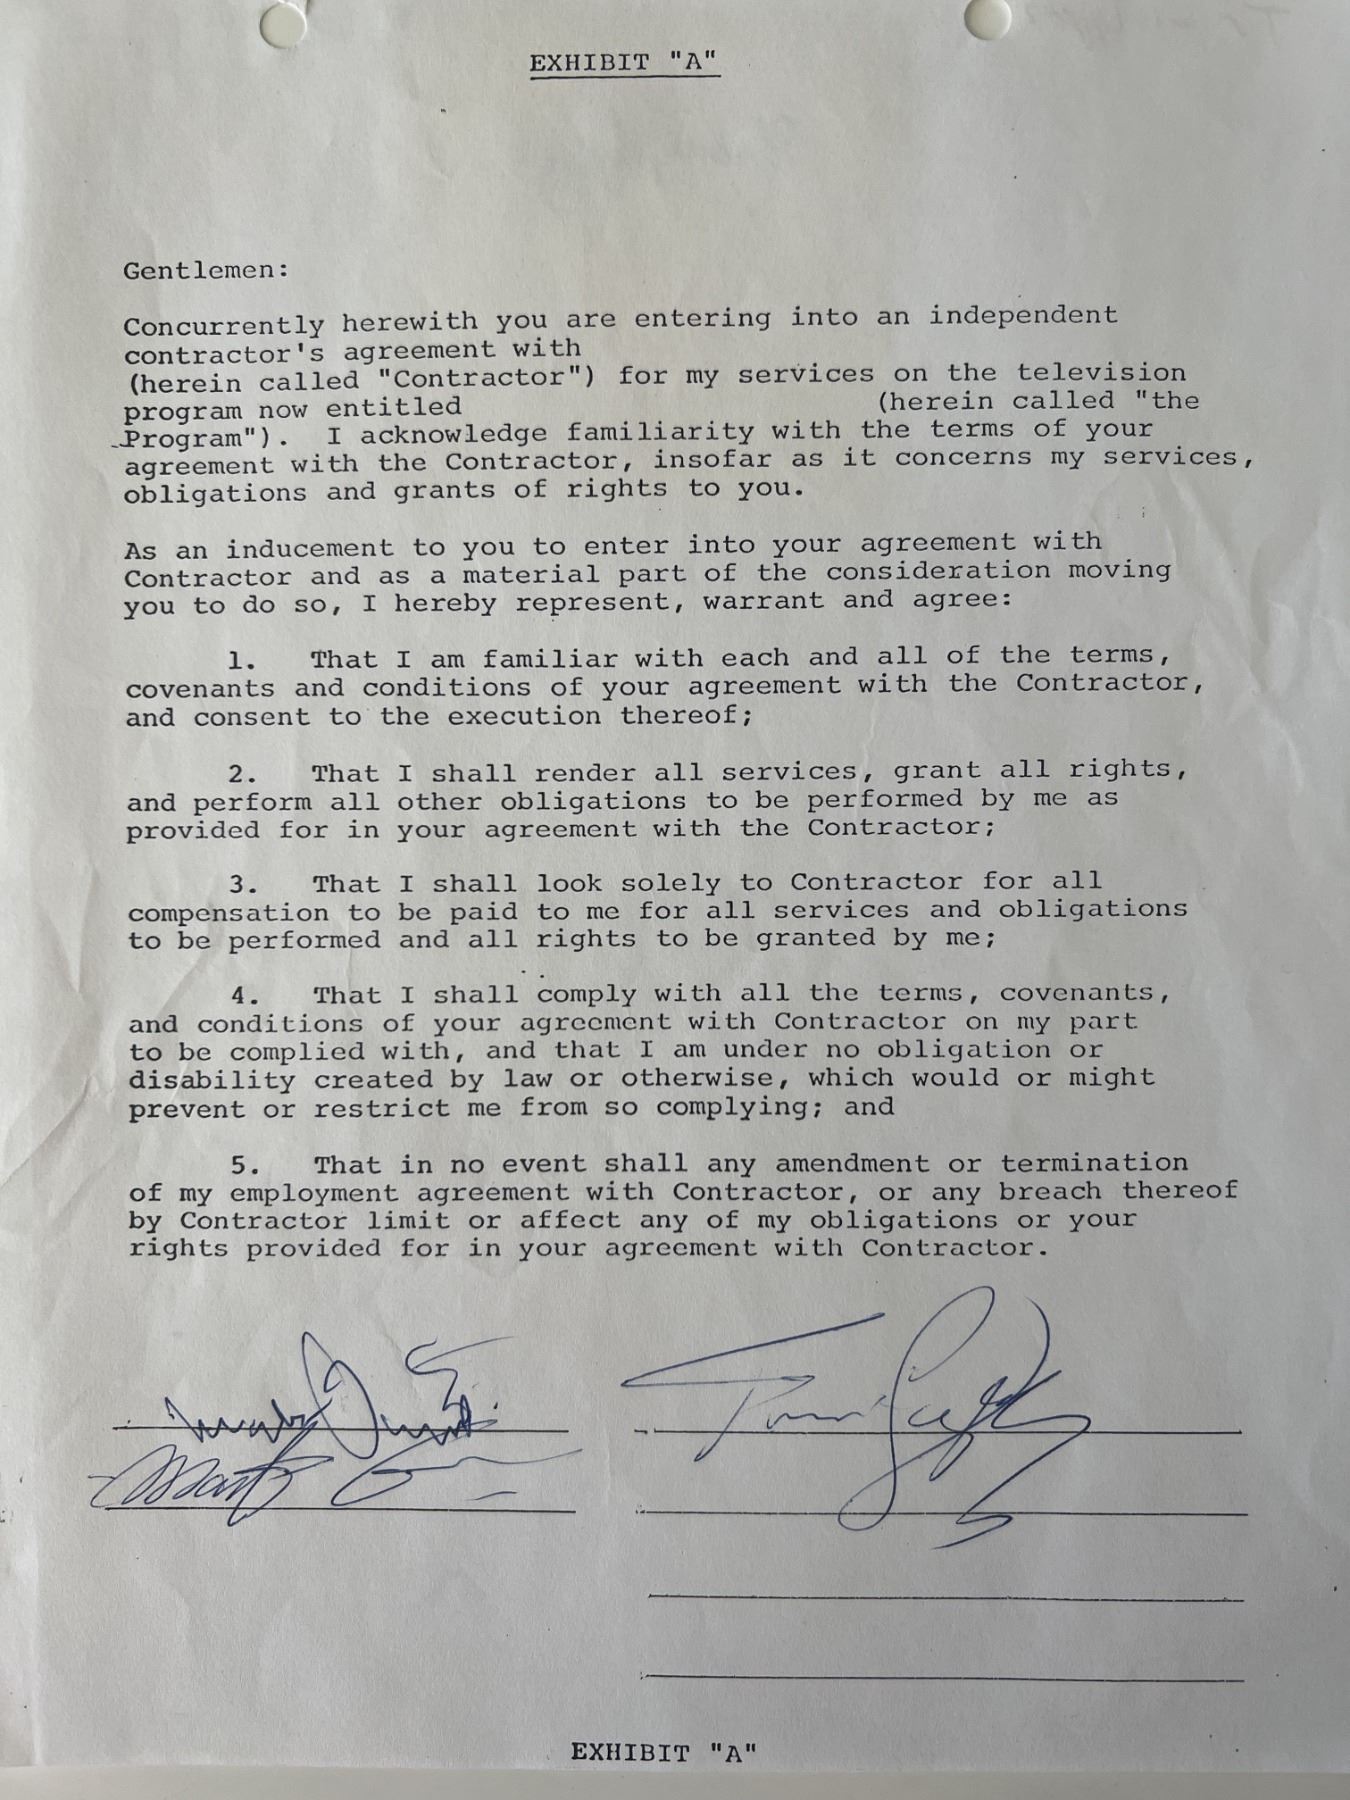 EXHIBIT "A"
Gentlemen:
Concurrently herewith you are entering into an independent
contractor's agreement with
(herein called "Contractor") for my services on the television
program now entitled (herein called "the
Program"). I acknowledge familiarity with the terms of your
agreement with the Contractor, insofar as it concerns my services,
obligations and grants of rights to you.
As an inducement to you to enter into your agreement with
Contractor and as a material part of the consideration moving
you to do so, I hereby represent, warrant and agree:
1. That I am familiar with each and all of the terms,
covenants and conditions of your agreement with the Contractor,
and consent to the execution thereof;
2. That I shall render all services, grant all rights,
and perform all other obligations to be performed by me as
provided for in your agreement with the Contractor;
3. That I shall look solely to Contractor for all
compensation to be paid to me for all services and obligations
to be performed and all rights to be granted by me;
4. That I shall comply with all the terms, covenants,
and conditions of your agreement with Contractor on my part
to be complied with, and that I am under no obligation or
disability created by law or otherwise, which would or might
prevent or restrict me from so complying; and
5. That in no event shall any amendment or termination
of my employment agreement with Contractor, or any breach thereof
by Contractor limit or affect any of my obligations or your
rights provided for in your agreement with Contractor.
EXHIBIT "A"